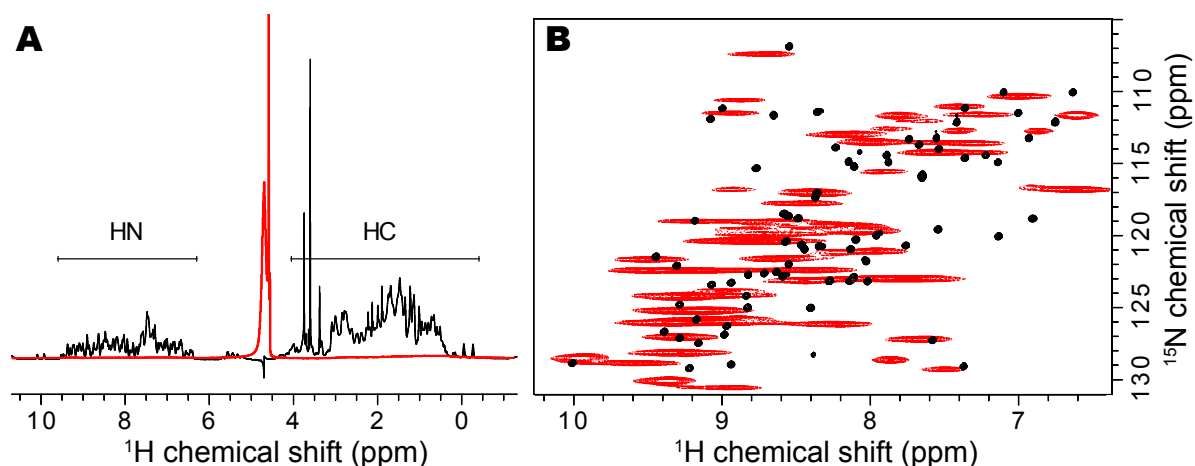 A
HN
HC
10 8 6 4 2 0
¹H chemical shift (ppm)
B
110
115
120
125
130
¹⁵N chemical shift (ppm)
10 9 8 7
¹H chemical shift (ppm)